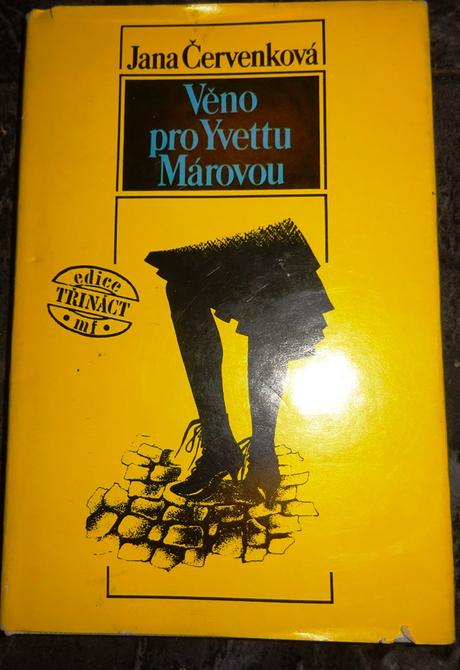 Jana Červenková
Věno
pro Yvettu
Márovou
edice
TŘINÁCT
• mf •